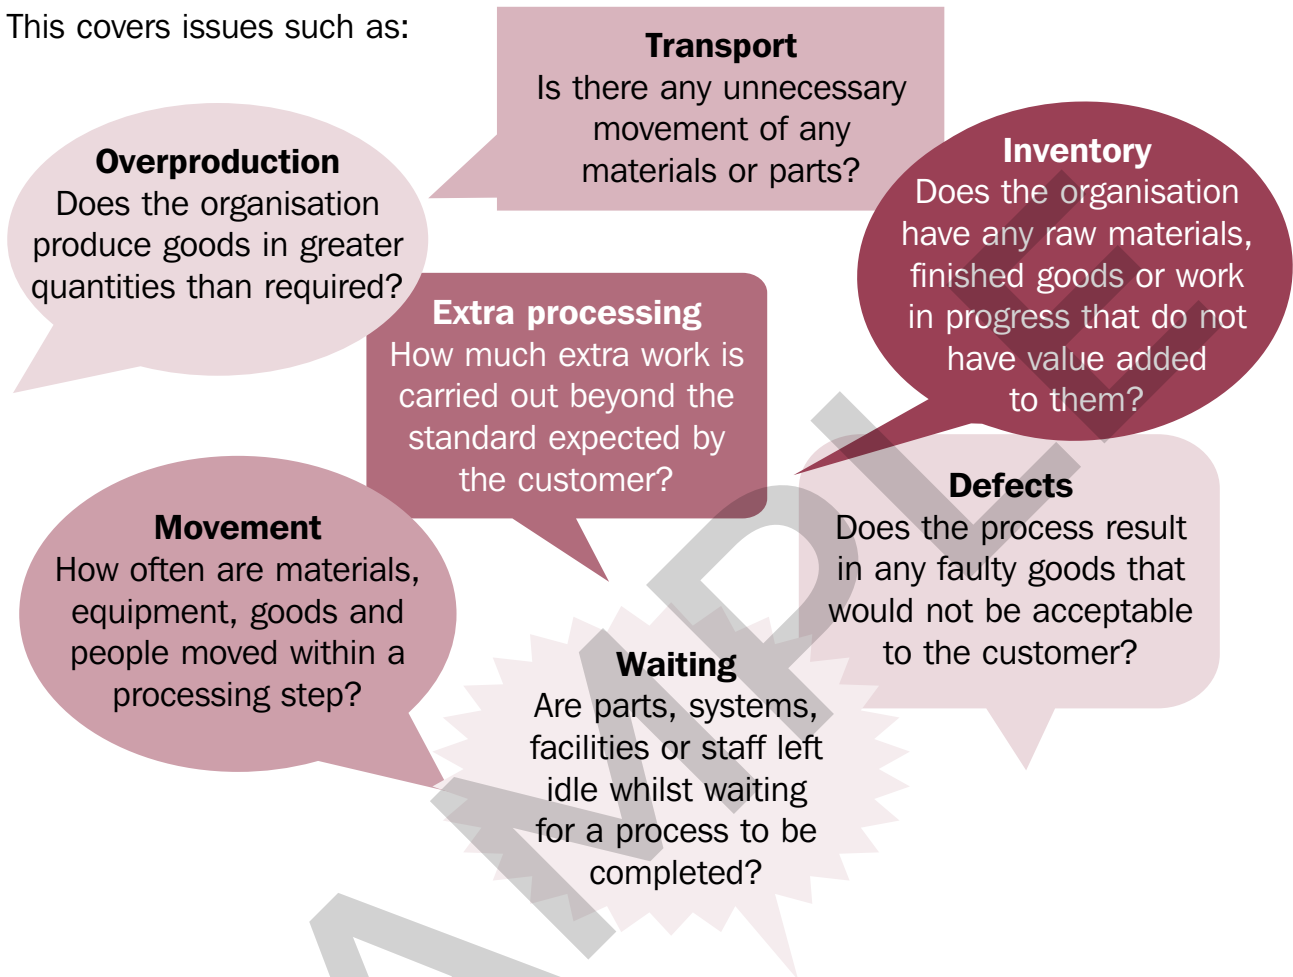 This covers issues such as:
Transport
Is there any unnecessary
movement of any
materials or parts?
Overproduction
Does the organisation
produce goods in greater
quantities than required?
Inventory
Does the organisation
have any raw materials,
finished goods or work
in progress that do not
have value added
to them?
Extra processing
How much extra work is
carried out beyond the
standard expected by
the customer?
Defects
Does the process result
in any faulty goods that
would not be acceptable
to the customer?
Movement
How often are materials,
equipment, goods and
people moved within a
processing step?
Waiting
Are parts, systems,
facilities or staff left
idle whilst waiting
for a process to be
completed?
AMPLE